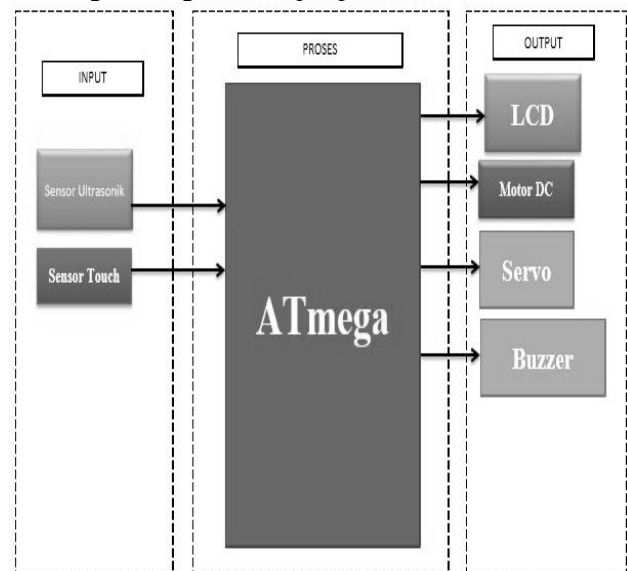 INPUT
Sensor Ultrasonik
Sensor Touch
PROSES
ATmega
OUTPUT
LCD
Motor DC
Servo
Buzzer